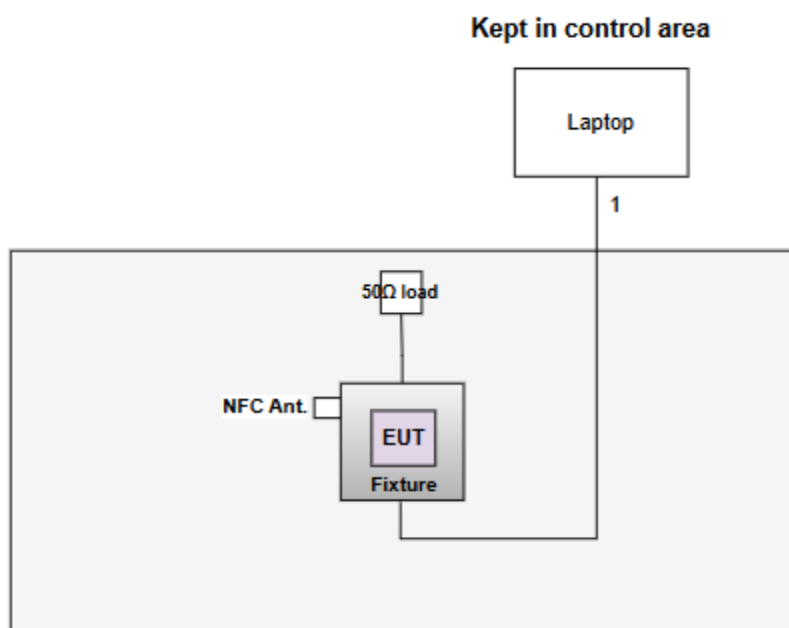 Kept in control area
Laptop
1
50Ω load
NFC Ant.
EUT
Fixture